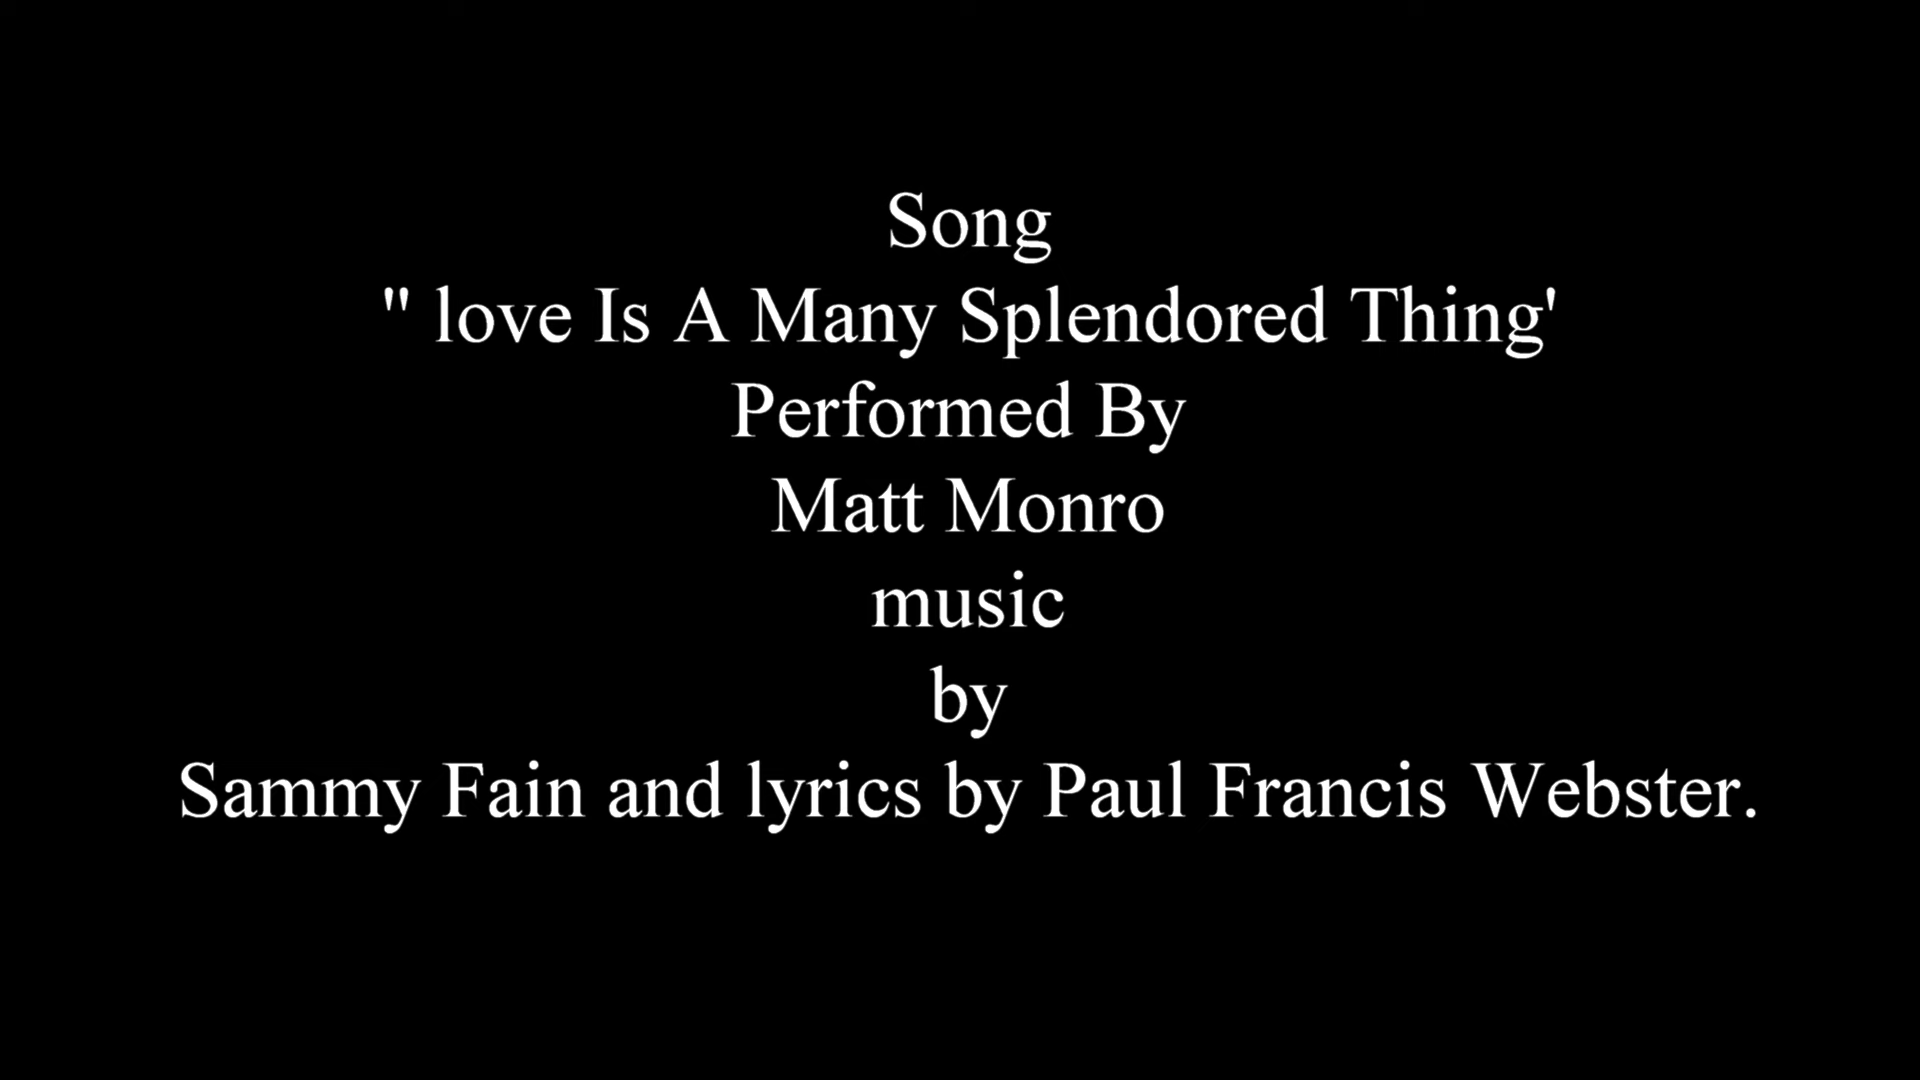 Song
" love Is A Many Splendored Thing'
Performed By
Matt Monro
music
by
Sammy Fain and lyrics by Paul Francis Webster.